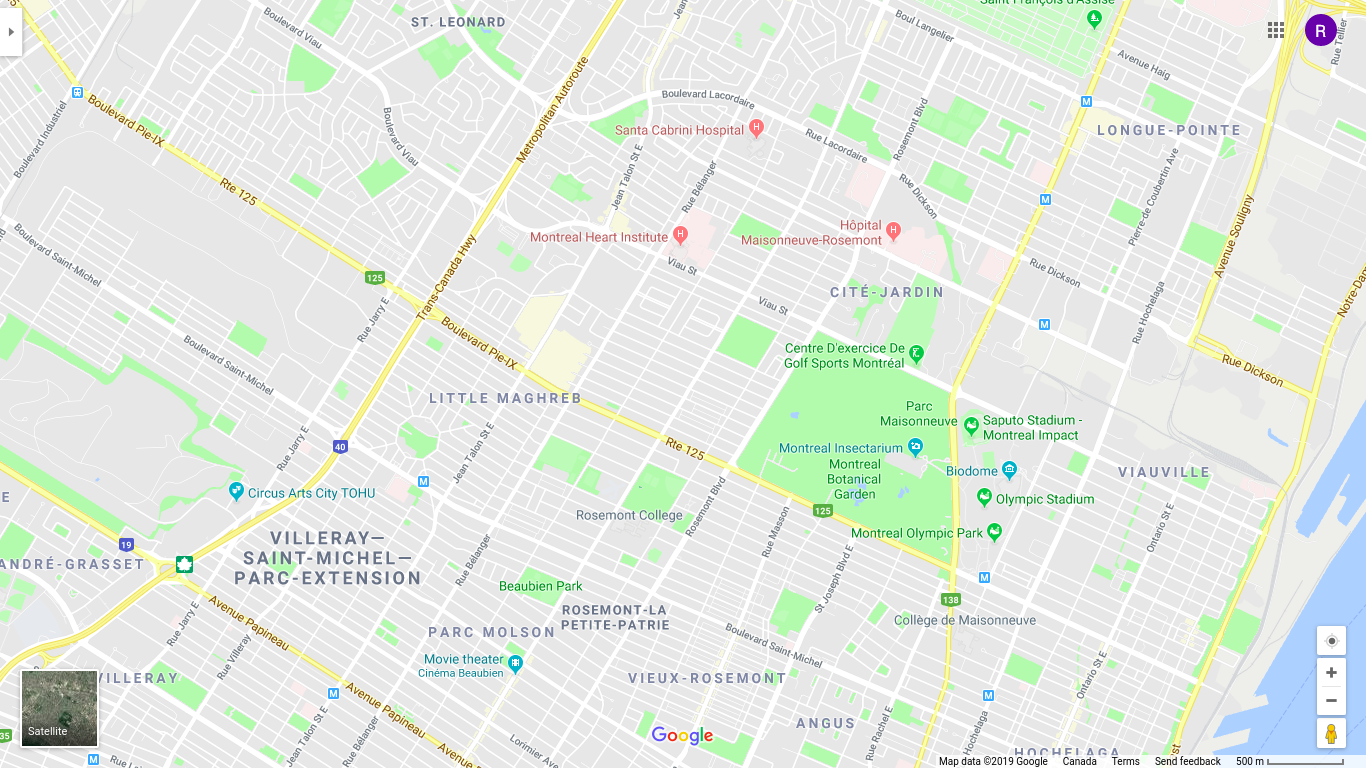 Saint François d'Assise
ST. LEONARD
Boulevard Viau
Boul Langelier
R
Rue Tellier
Avenue Haig
Metropolitan Autoroute
Boulevard Lacordaire
M
Boulevard Pie-IX
Boulevard Industriel
Boulevard Viau
Santa Cabrini Hospital
H
Rue Lacordaire
Rosemont Blvd
LONGUE-POINTE
Jean Talon St E
Rue Bélanger
Rte 125
Rue Dickson
M
Pierre-de Coubertin Ave
Avenue Souligny
Montreal Heart Institute
H
Hôpital
Maisonneuve-Rosemont
H
Boulevard Saint-Michel
Trans-Canada Hwy
Viau St
Rue Dickson
125
CITÉ-JARDIN
Viau St
Rue Hochelaga
Notre-Dam
Rue Jarry E
M
Boulevard Pie-IX
Boulevard Saint-Michel
Centre D'exercice De
Golf Sports Montréal
Rue Dickson
LITTLE MAGHREB
Parc
Maisonneuve
Saputo Stadium -
Montreal Impact
40
Rue Jarry E
Jean Talon St E
Rte 125
Montreal Insectarium
Montreal
Botanical
Garden
Biodome
VIAUVILLE
M
Circus Arts City TOHU
Olympic Stadium
E
Rosemont College
Rosemont Blvd
125
Rue Masson
Montreal Olympic Park
Ontario St E
VILLERAY—
SAINT-MICHEL—
PARC-EXTENSION
19
ANDRÉ-GRASSET
Rue Bélanger
Beaubien Park
St Joseph Blvd E
M
138
Avenue Papineau
Rue Jarry E
ROSEMONT-LA
PETITE-PATRIE
Collège de Maisonneuve
PARC MOLSON
Boulevard Saint-Michel
Rue Villeray
Movie theater
Cinéma Beaubien
VILLERAY
VIEUX-ROSEMONT
Ontario St E
M
Avenue Papineau
M
Jean Talon St E
Rue Bélanger
ANGUS
Rue Rachel E
Hochelaga
HOCHELAGA
Satellite
35
Google
Lorimier Ave
Avenue
M
Map data ©2019 Google
Canada
Terms
Send feedback
500 m